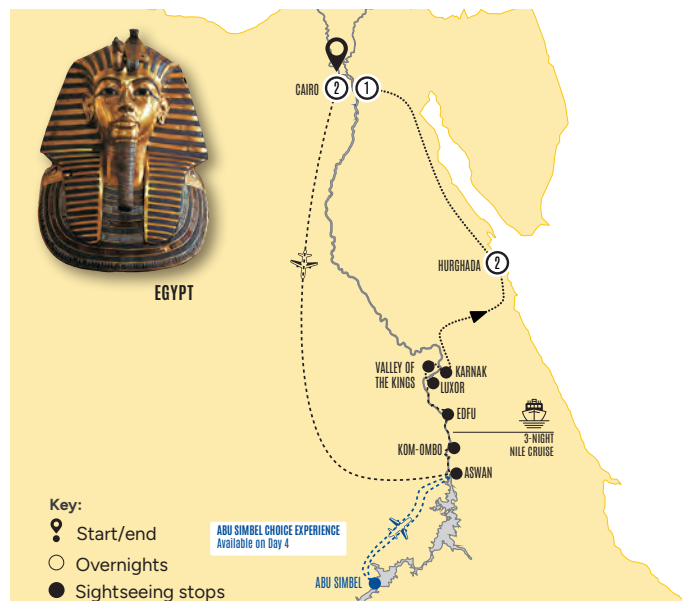 CAIRO
2
1
EGYPT
HURGHADA
2
VALLEY OF
THE KINGS
KARNAK
LUXOR
EDFU
3-NIGHT
NILE CRUISE
KOM-OMBO
ASWAN
Key:
Start/end
Overnights
Sightseeing stops
ABU SIMBEL CHOICE EXPERIENCE
Available on Day 4
ABU SIMBEL